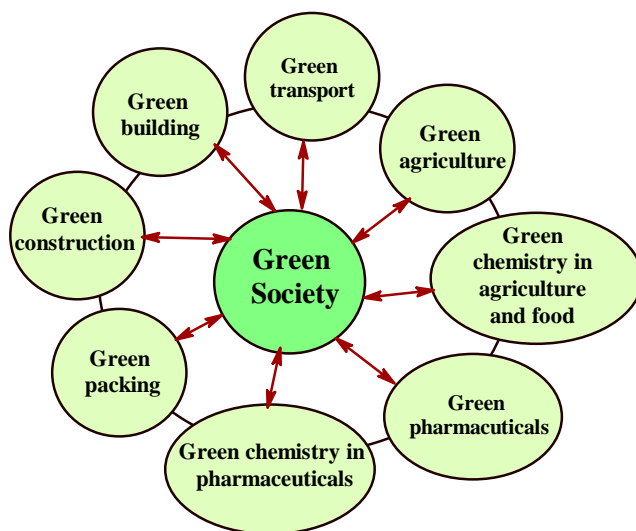 Green
transport
Green
building
Green
agriculture
Green
construction
Green
Society
Green
chemistry in
agriculture
and food
Green
packing
Green
pharmacuticals
Green chemistry in
pharmaceuticals